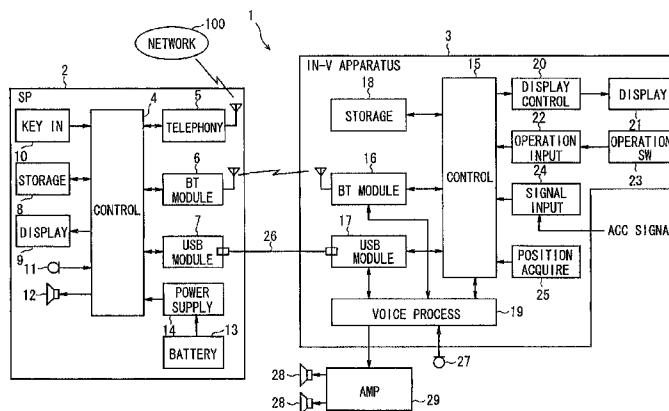 100
NETWORK
1
2
SP
4
5
KEY IN
TELEPHONY
10
6
STORAGE
BT MODULE
8
CONTROL
DISPLAY
7
9
USB MODULE
26
11
12
POWER SUPPLY
14
13
BATTERY
3
IN-V APPARATUS
15
20
18
DISPLAY CONTROL
DISPLAY
STORAGE
22
21
OPERATION INPUT
OPERATION SW
16
24
23
BT MODULE
CONTROL
SIGNAL INPUT
17
ACC SIGNAL
USB MODULE
POSITION ACQUIRE
25
VOICE PROCESS
19
27
28
AMP
28
29